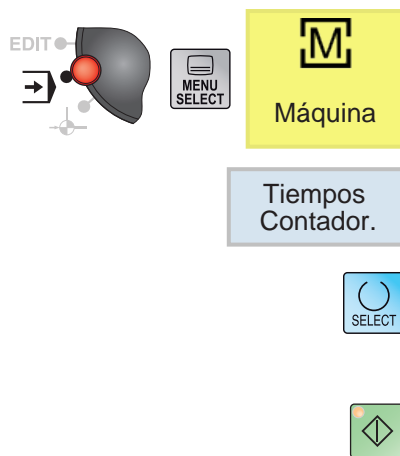 EDIT
MENU
SELECT
M
Máquina
Tiempos
Contador.
SELECT